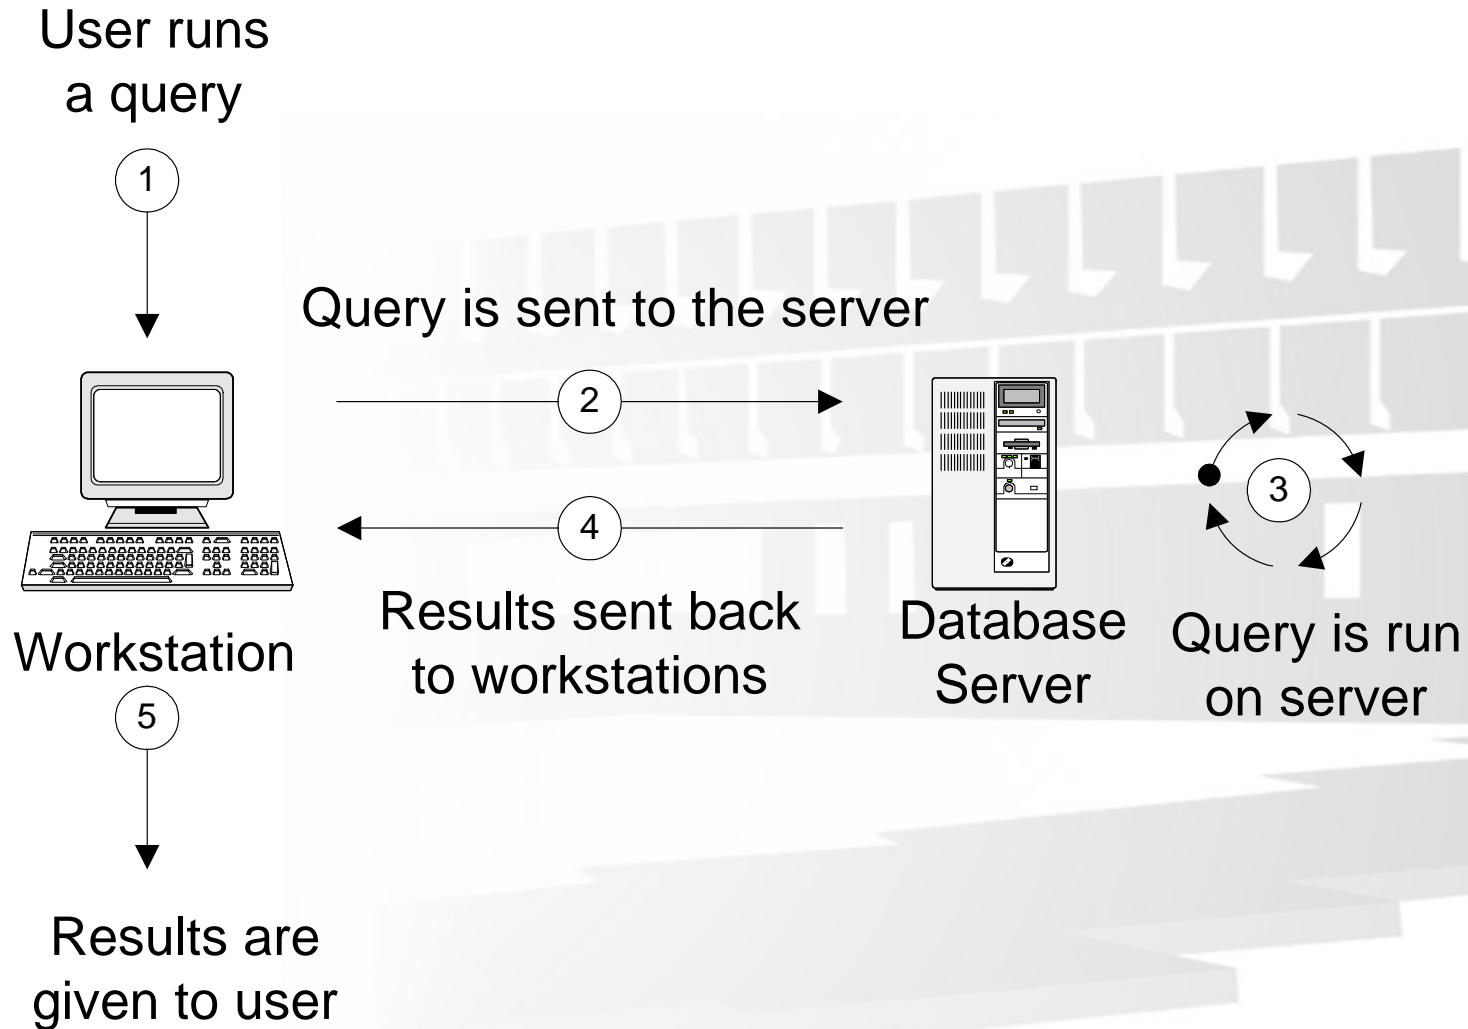 User runs
a query
1
Query is sent to the server
2
3
4
Results sent back
to workstations
Database
Server
Query is run
on server
Workstation
5
Results are
given to user